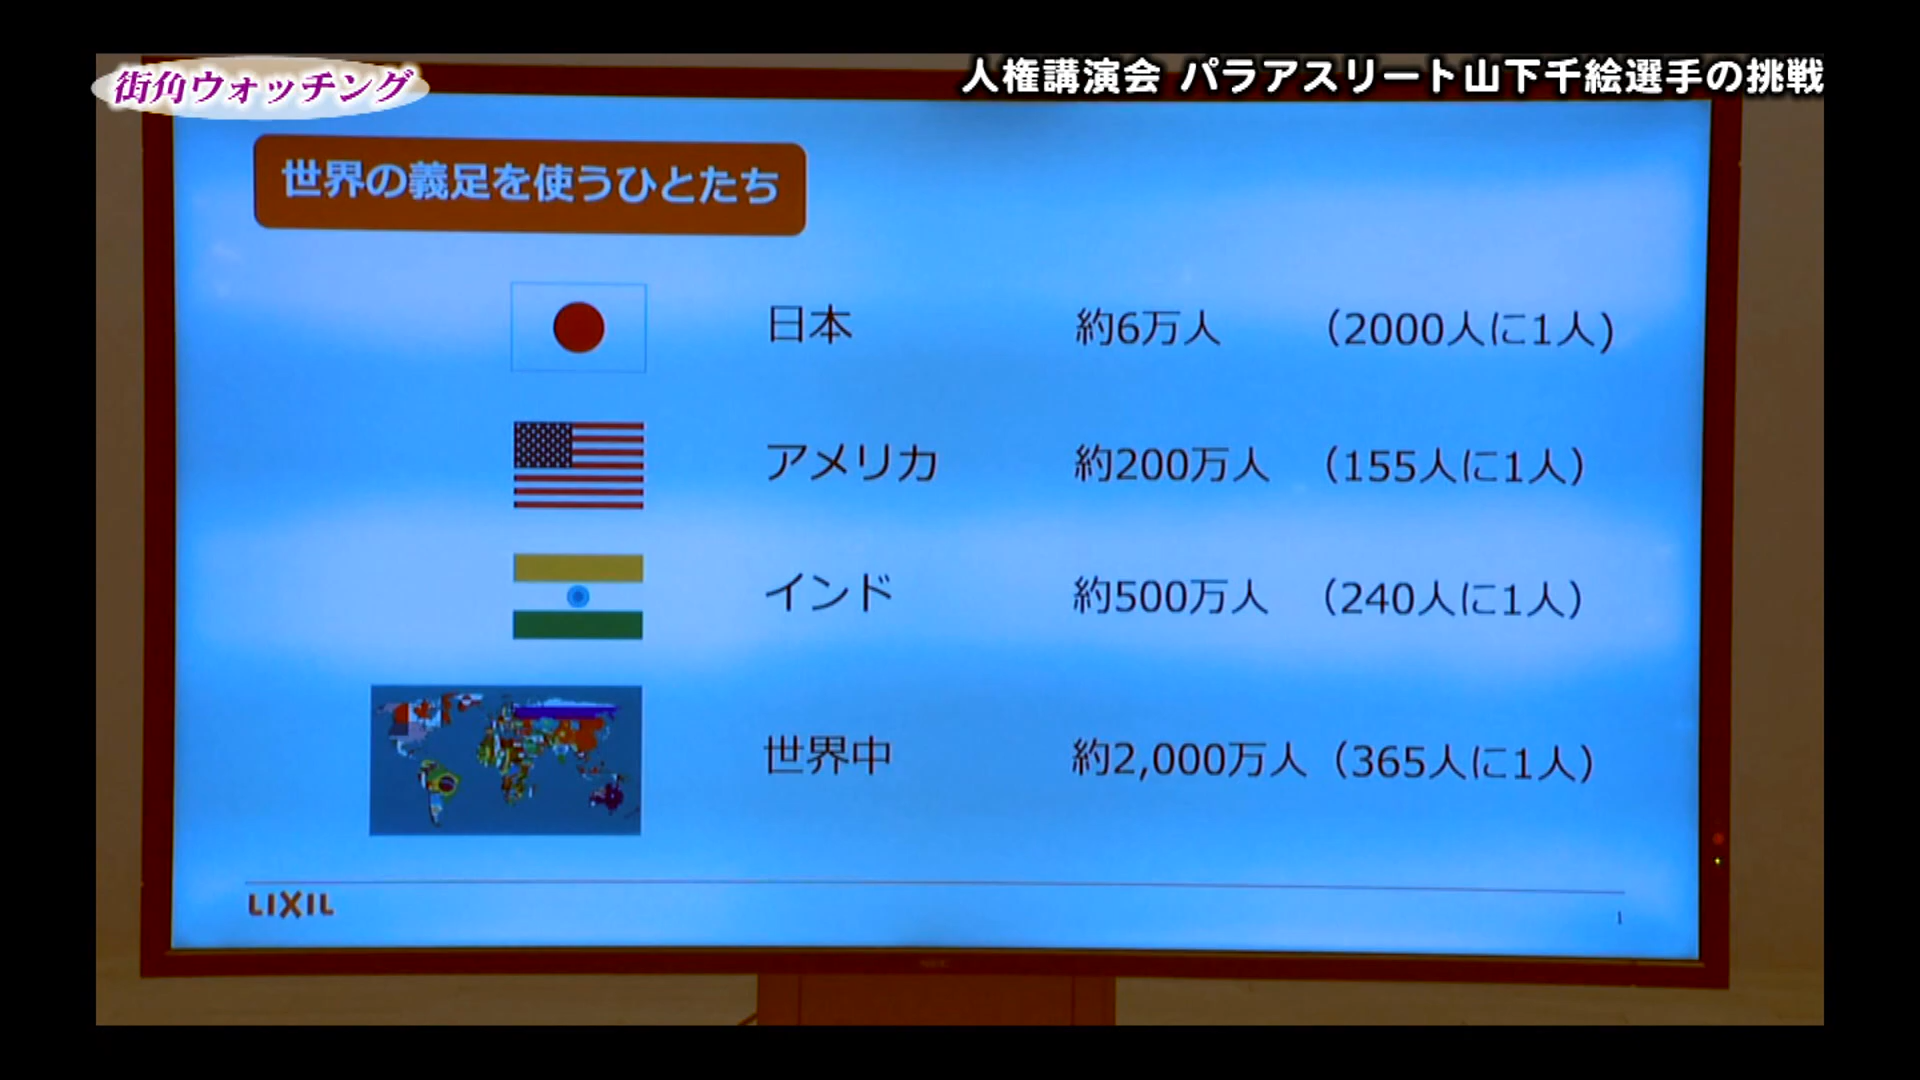 街角ウォッチング
人権講演会 パラアスリート山下千絵選手の挑戦
世界の義足を使うひとたち
日本 約6万人 （2000人に1人)
アメリカ 約200万人 （155人に1人）
インド 約500万人 （240人に1人）
世界中 約2,000万人（365人に1人）
LIXIL
1